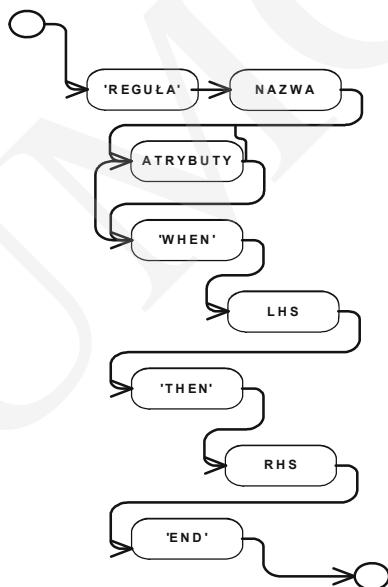 'REGUŁA' NAZWA
ATRYBUTY
'WHEN'
LHS
'THEN'
RHS
'END'